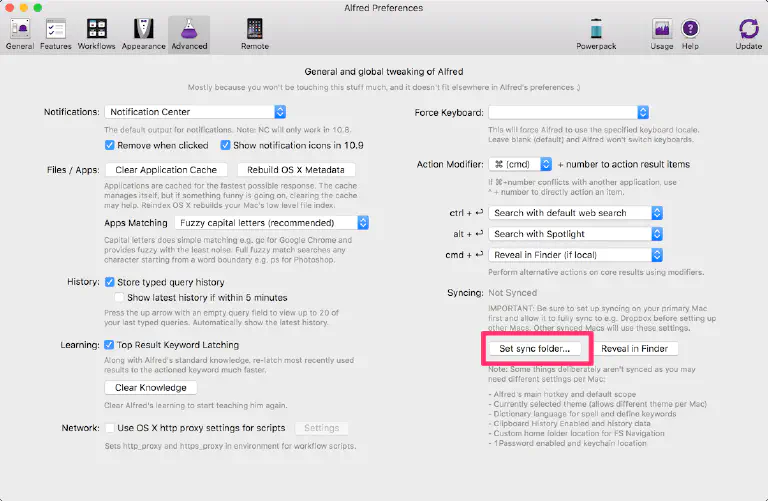 Alfred Preferences
General
Features
Workflows
Appearance
Advanced
Remote
Powerpack
Usage
Help
Update
General and global tweaking of Alfred
Mostly because you won't be touching this stuff much, and it doesn't fit elsewhere in Alfred's preferences ;)
Notifications: Notification Center
The default output for notifications. Note: NC will only work in 10.8.
Remove when clicked Show notification icons in 10.9
Files / Apps: Clear Application Cache Rebuild OS X Metadata
Applications are cached for the fastest possible response. The cache
manages itself, but if something funny is going on, clearing the cache
may help. Reindex OS X rebuilds your Mac's low level file index.
Apps Matching Fuzzy capital letters (recommended)
Capital letters does simple matching e.g. gc for Google Chrome and
provides fuzzy with the least noise. Full fuzzy match searches any
character starting from a word boundary e.g. ps for Photoshop.
History: Store typed query history
Show latest history if within 5 minutes
Press the up arrow with an empty query field to view up to 20 of
your last typed queries. Automatically show the latest history.
Learning: Top Result Keyword Latching
Along with Alfred's standard knowledge, re-latch most recently used
results to the actioned keyword much faster.
Clear Knowledge
Clear Alfred's learning to start teaching him again.
Network: Use OS X http proxy settings for scripts Settings
Sets http_proxy and https_proxy in environment for workflow scripts.
Force Keyboard:
This will force Alfred to use the specified keyboard locale.
Leave blank (default) and Alfred won't switch keyboards.
Action Modifier: ⌘ (cmd) + number to action result items
If ⌘+number conflicts with another application, use
^ + number to directly action an item.
ctrl + ↩ Search with default web search
alt + ↩ Search with Spotlight
cmd + ↩ Reveal in Finder (if local)
Perform alternative actions on core results using modifiers.
Syncing: Not Synced
IMPORTANT: Be sure to set up syncing on your primary Mac
first and allow it to fully sync to e.g. Dropbox before setting up
other Macs. Other synced Macs will use these settings.
Set sync folder... Reveal in Finder
Note: Some things deliberately aren't synced as you may
need different settings per Mac:
- Alfred's main hotkey and default scope
- Currently selected theme (allows different theme per Mac)
- Dictionary language for spell and define keywords
- Clipboard History Enabled and history data
- Custom home folder location for FS Navigation
- 1Password enabled and keychain location